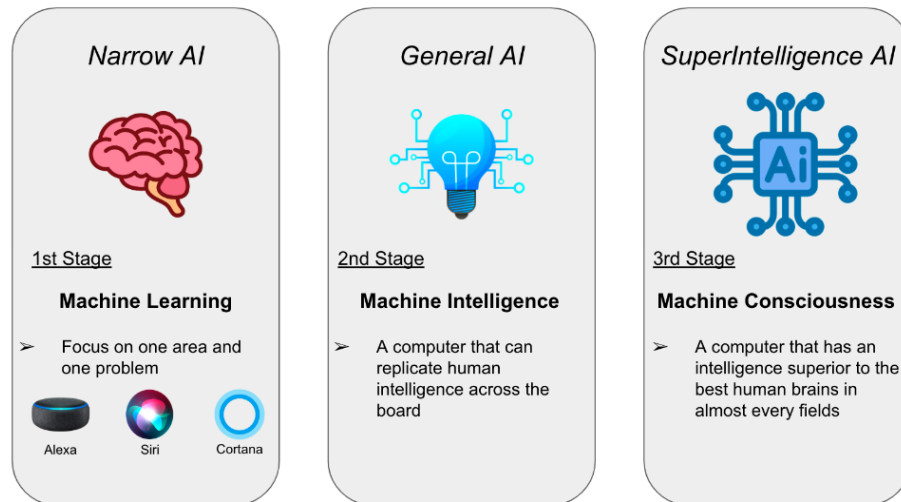 Narrow AI
1st Stage
Machine Learning
➢ Focus on one area and
one problem
Alexa
Siri
Cortana
General AI
2nd Stage
Machine Intelligence
➢ A computer that can
replicate human
intelligence across the
board
SuperIntelligence AI
Ai
3rd Stage
Machine Consciousness
➢ A computer that has an
intelligence superior to the
best human brains in
almost every fields